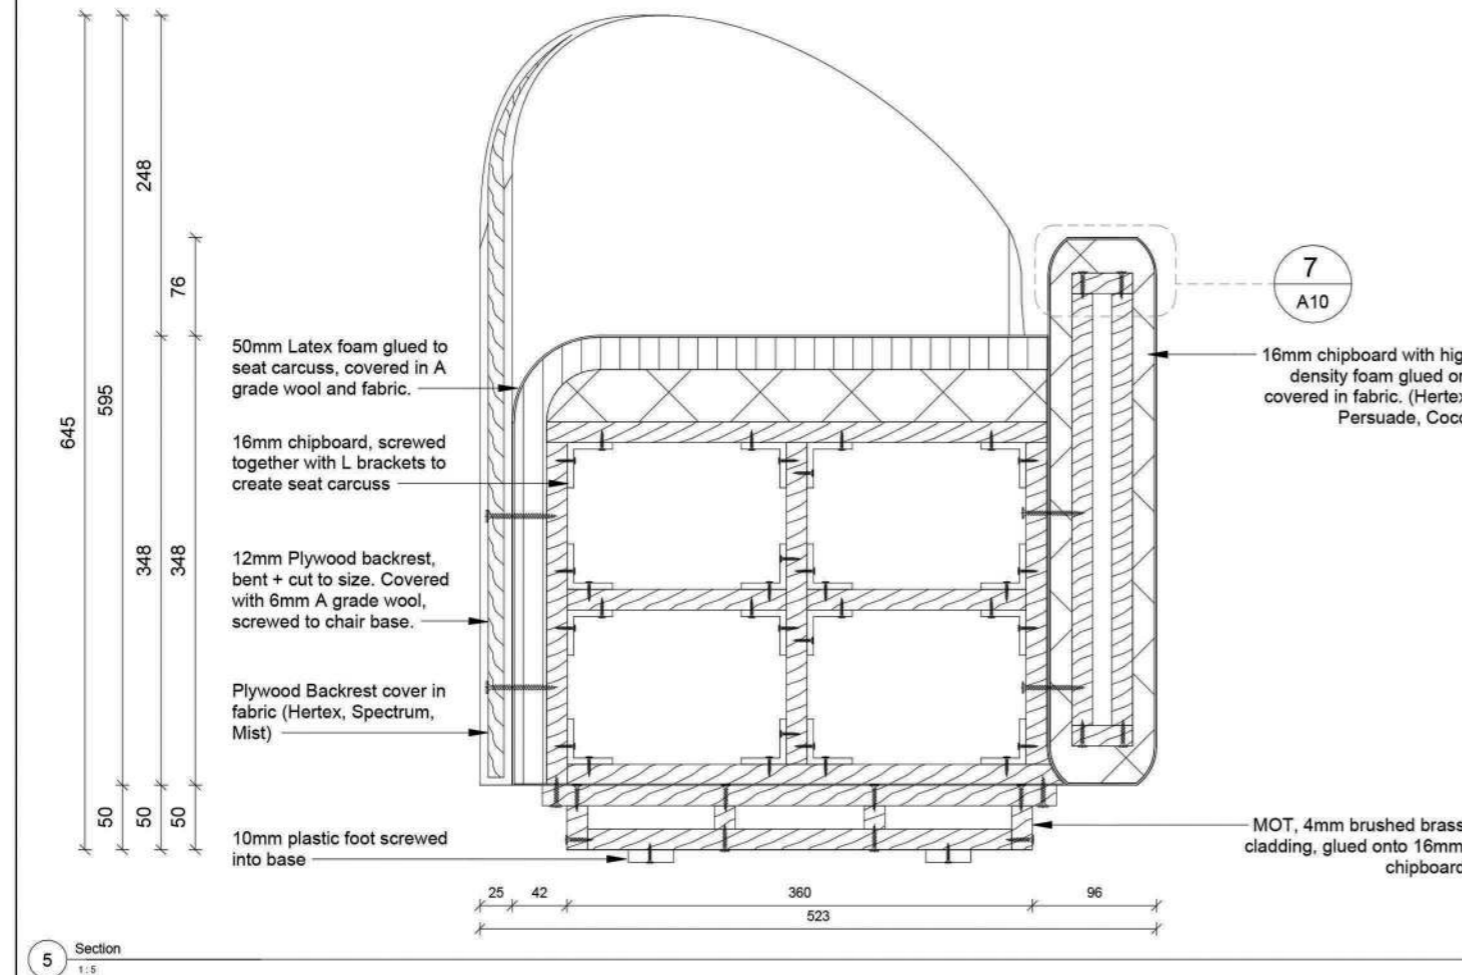 645
595
50
248
348
50
76
348
50
50mm Latex foam glued to
seat carcuss, covered in A
grade wool and fabric.
16mm chipboard, screwed
together with L brackets to
create seat carcuss
12mm Plywood backrest,
bent + cut to size. Covered
with 6mm A grade wool,
screwed to chair base.
Plywood Backrest cover in
fabric (Hertex, Spectrum,
Mist)
10mm plastic foot screwed
into base
7
A10
16mm chipboard with hig
density foam glued or
covered in fabric. (Hertex
Persuade, Coco
MOT, 4mm brushed brass
cladding, glued onto 16mm
chipboard
25 42 360 96
523
5 Section
1:5